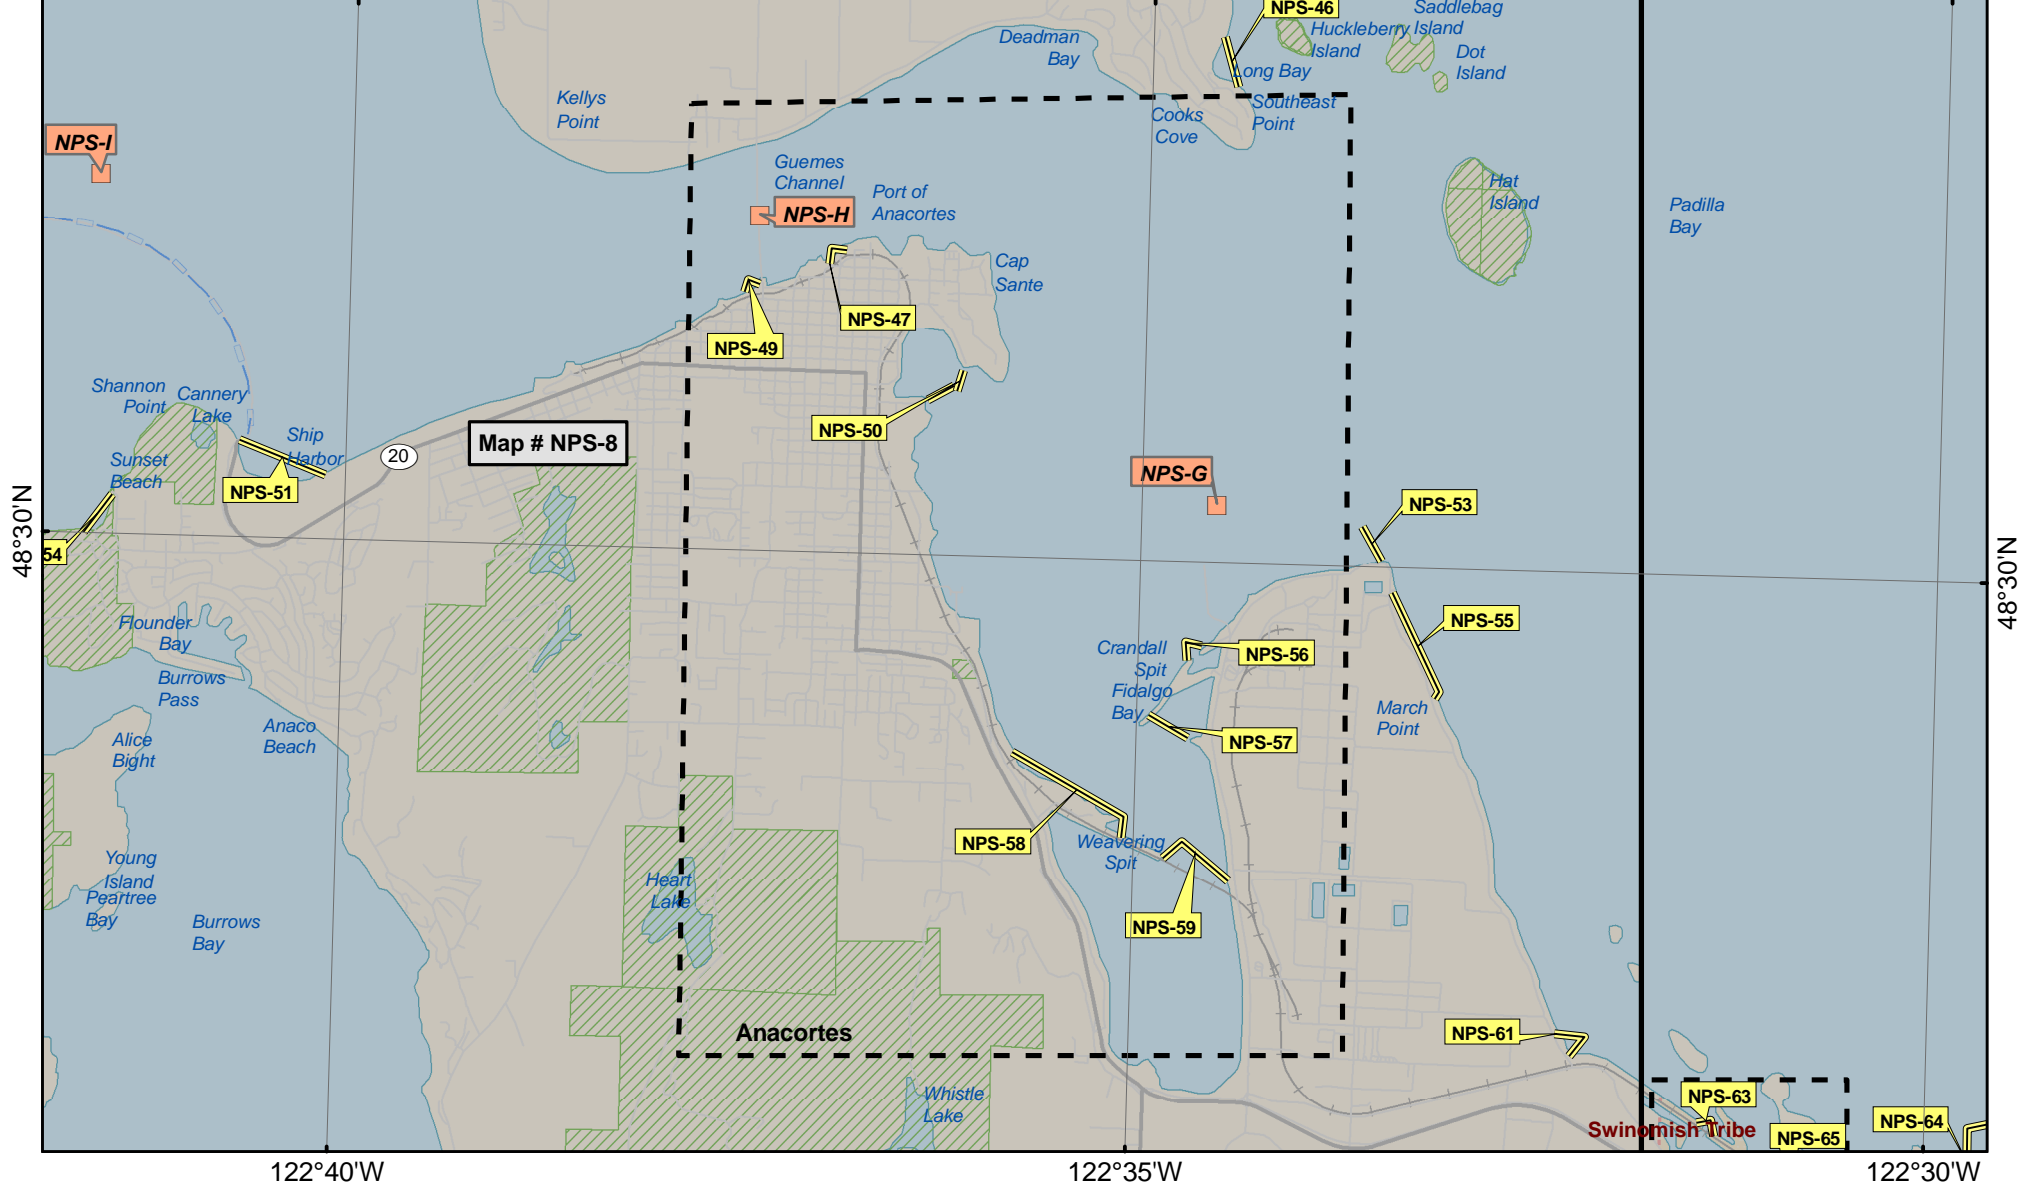 NPS-46
Saddlebag
Island
Huckleberry
Island
Dot
Island
Deadman
Bay
Long Bay
Kellys
Point
Southeast
Point
Cooks
Cove
NPS-I
Guemes
Channel
Port of
Anacortes
NPS-H
Hat
Island
Padilla
Bay
Cap
Sante
NPS-47
NPS-49
Shannon
Point
Cannery
Lake
NPS-50
Ship
Harbor
Map # NPS-8
20
Sunset
Beach
NPS-51
NPS-G
NPS-53
54
48°30'N
48°30'N
Flounder
Bay
NPS-55
Crandall
Spit
NPS-56
Burrows
Pass
Fidalgo
Bay
March
Point
Anaco
Beach
Alice
Bight
NPS-57
NPS-58
Weavering
Spit
Young
Island
Peartree
Bay
Heart
Lake
Burrows
Bay
NPS-59
Anacortes
NPS-61
Whistle
Lake
NPS-63
Swinomish Tribe
NPS-65
NPS-64
122°40'W
122°35'W
122°30'W